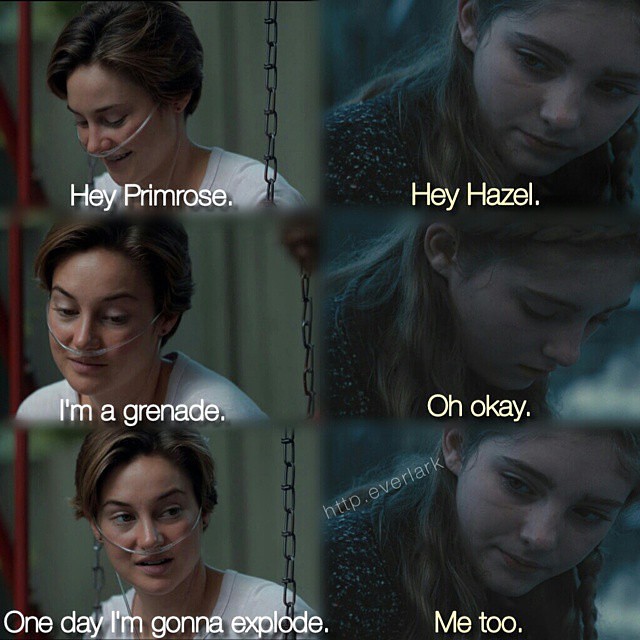 Hey Primrose.
Hey Hazel.
I'm a grenade.
Oh okay.
http.everlark
One day I'm gonna explode.
Me too.